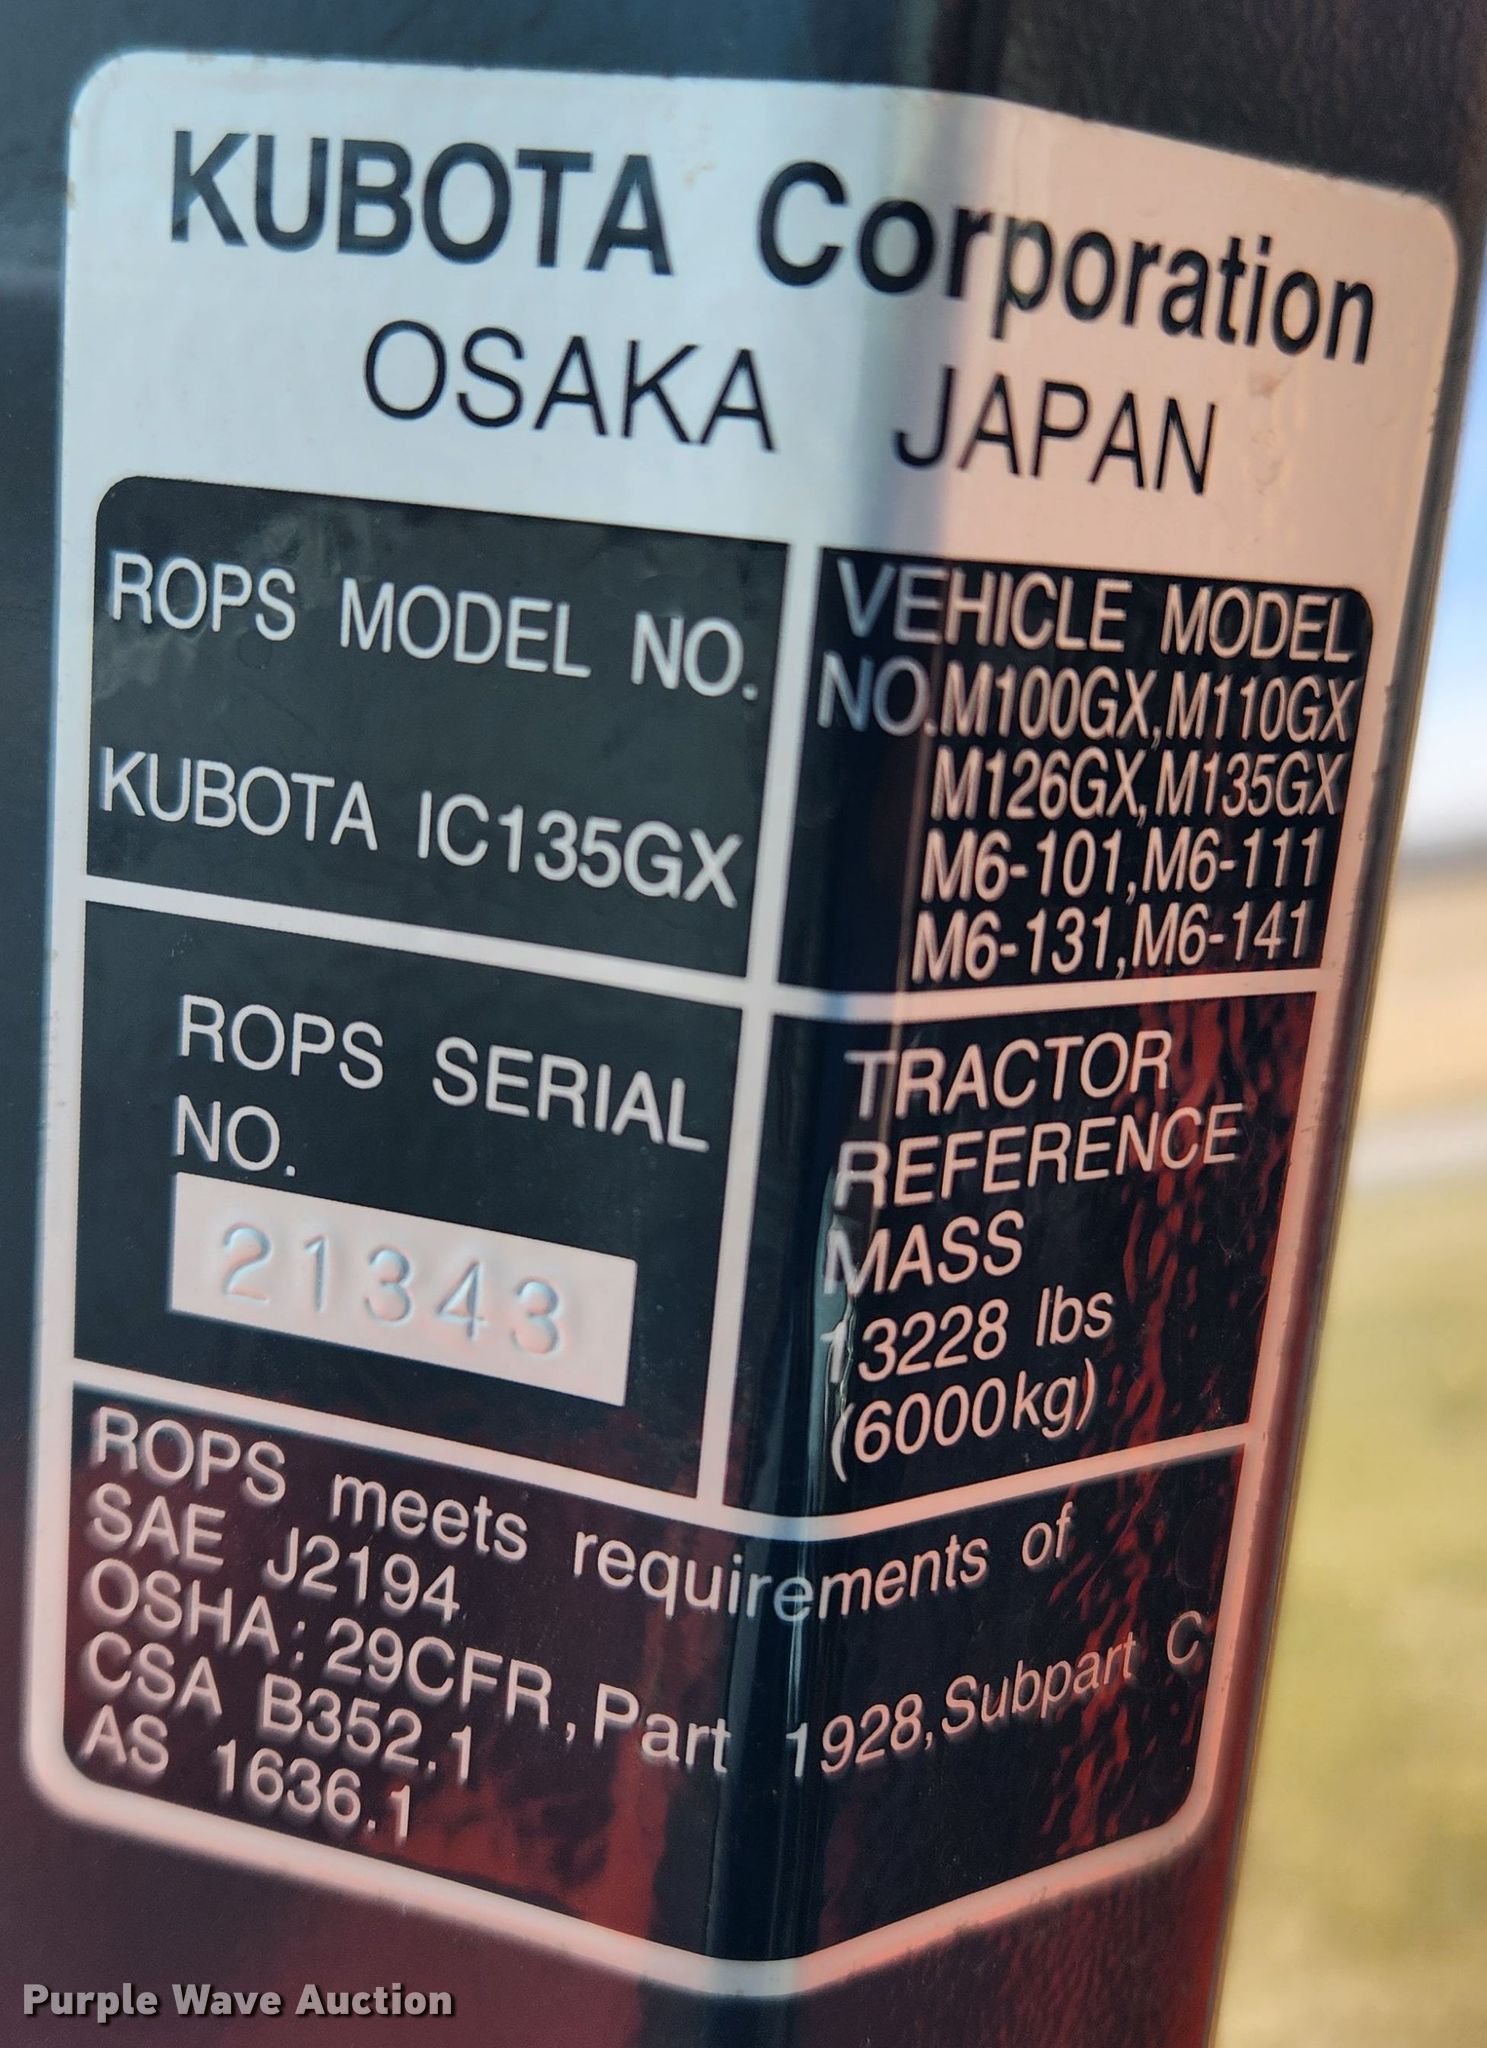 KUBOTA Corporation
OSAKA JAPAN
ROPS MODEL NO.
KUBOTA IC135GX
VEHICLE MODEL
NO.M100GX,M110GX
M126GX,M135GX
M6-101,M6-111
M6-131,M6-141
ROPS SERIAL
NO.
21343
TRACTOR
REFERENCE
MASS
13228 lbs
(6000kg)
ROPS meets requirements of
SAE J2194
OSHA:29CFR,Part 1928,Subpart C
CSA B352.1
AS 1636.1
Purple Wave Auction